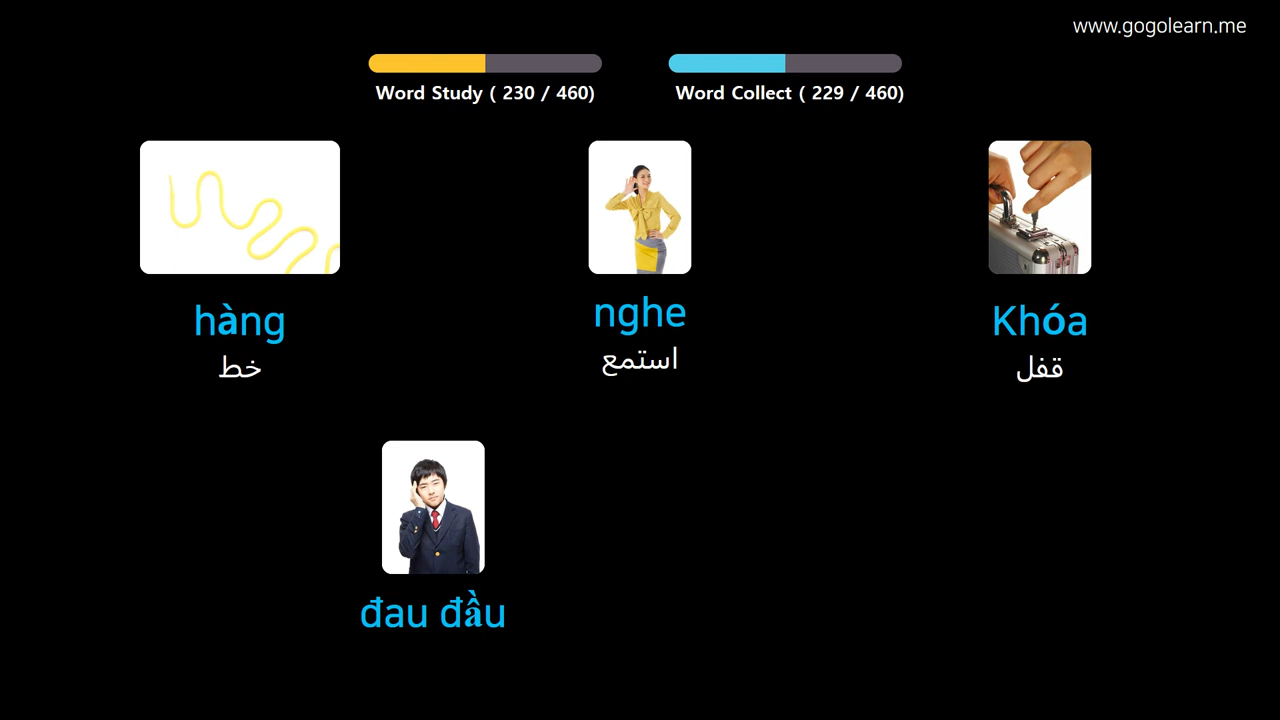 www.gogolearn.me
Word Study ( 230 / 460)
Word Collect ( 229 / 460)
hàng
خط
nghe
استمع
Khóa
قفل
đau đầu